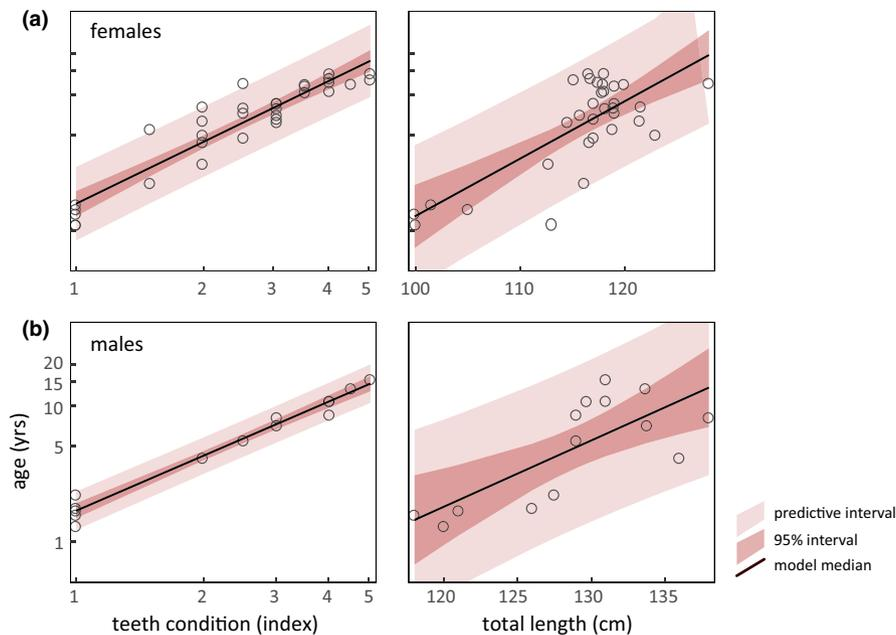 (a)
females
1 2 3 4 5
100 110 120
(b)
males
20
15
10
5
1
age (yrs)
1 2 3 4 5
120 125 130 135
teeth condition (index)
total length (cm)
predictive interval
95% interval
model median